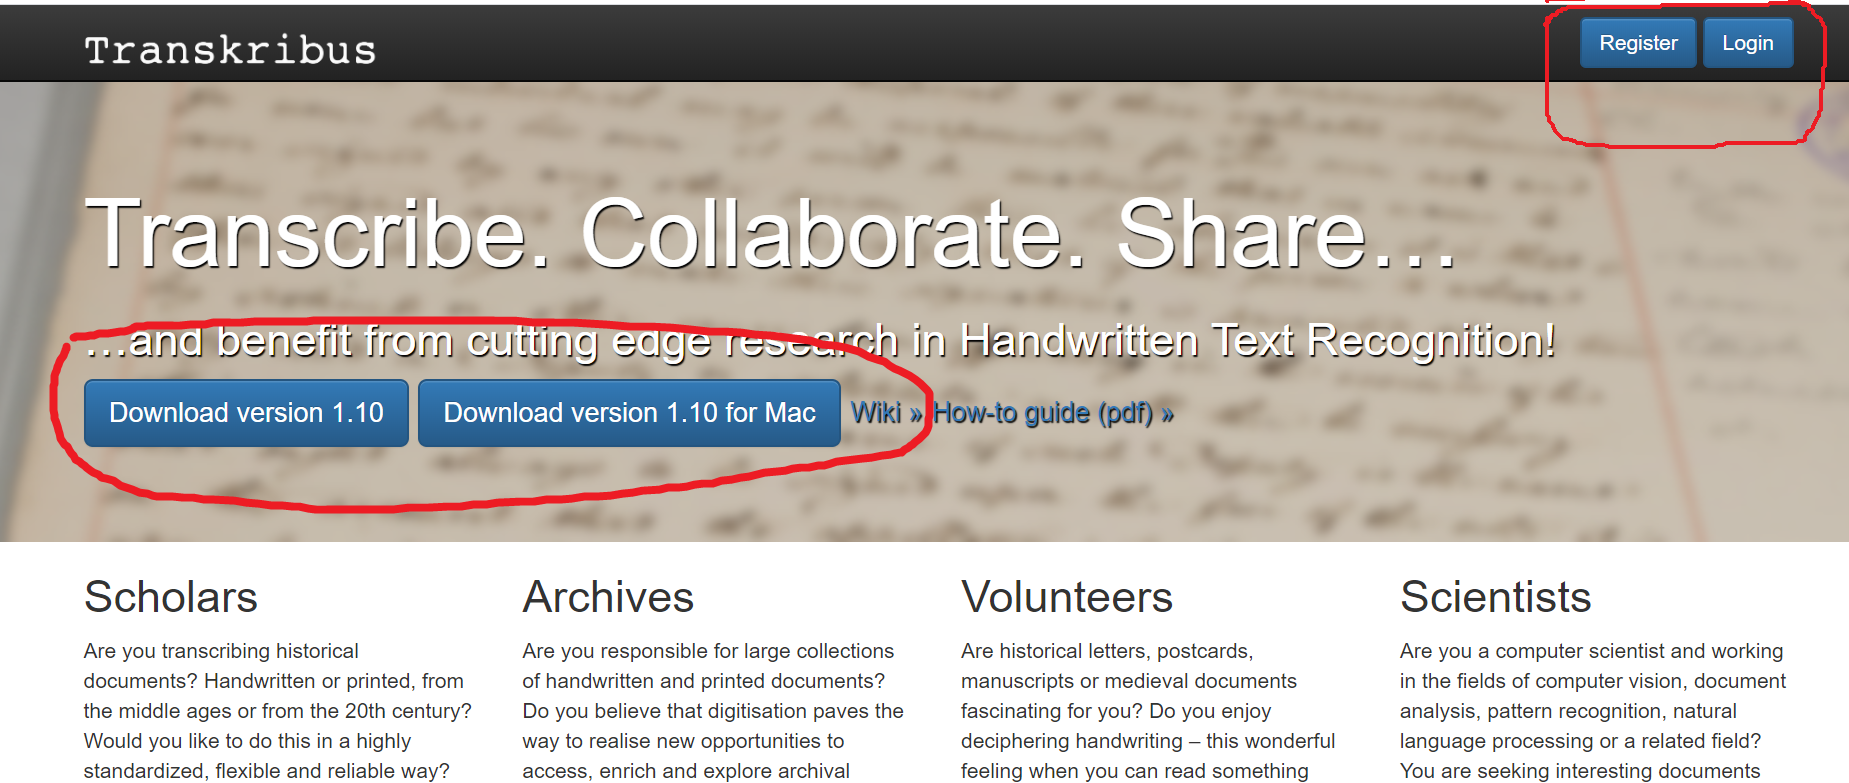 Transkribus
Register Login
Transcribe. Collaborate. Share...
...and benefit from cutting edge research in Handwritten Text Recognition!
Download version 1.10 Download version 1.10 for Mac Wiki » How-to guide (pdf) »
Scholars
Are you transcribing historical
documents? Handwritten or printed, from
the middle ages or from the 20th century?
Would you like to do this in a highly
standardized, flexible and reliable way?
Archives
Are you responsible for large collections
of handwritten and printed documents?
Do you believe that digitisation paves the
way to realise new opportunities to
access, enrich and explore archival
Volunteers
Are historical letters, postcards,
manuscripts or medieval documents
fascinating for you? Do you enjoy
deciphering handwriting – this wonderful
feeling when you can read something
Scientists
Are you a computer scientist and working
in the fields of computer vision, document
analysis, pattern recognition, natural
language processing or a related field?
You are seeking interesting documents